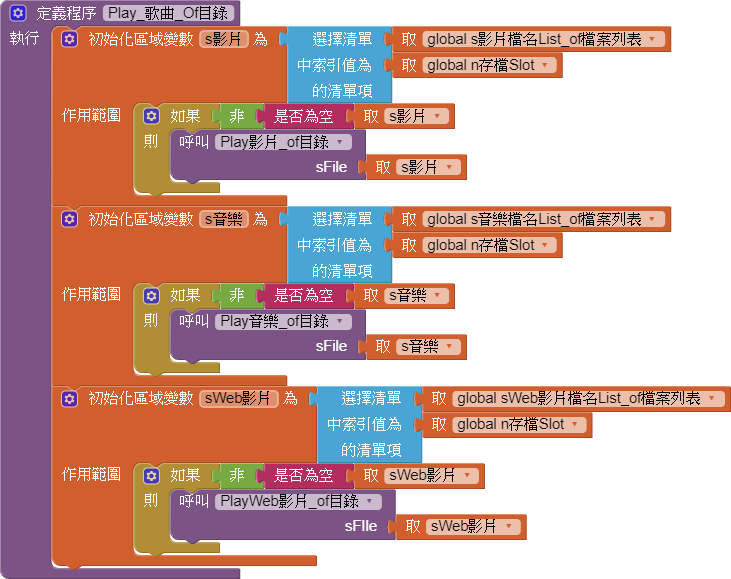 定義程序 Play_歌曲_Of目錄
執行 初始化區域變數 s影片 為 選擇清單 取 global s影片檔名List_of檔案列表
中索引值為 取 global n存檔Slot
的清單項
作用範圍 如果 非 是否為空 取 s影片
則 呼叫 Play影片_of目錄
sFile 取 s影片
初始化區域變數 s音樂 為 選擇清單 取 global s音樂檔名List_of檔案列表
中索引值為 取 global n存檔Slot
的清單項
作用範圍 如果 非 是否為空 取 s音樂
則 呼叫 Play音樂_of目錄
sFile 取 s音樂
初始化區域變數 sWeb影片 為 選擇清單 取 global sWeb影片檔名List_of檔案列表
中索引值為 取 global n存檔Slot
的清單項
作用範圍 如果 非 是否為空 取 sWeb影片
則 呼叫 PlayWeb影片_of目錄
sFIle 取 sWeb影片